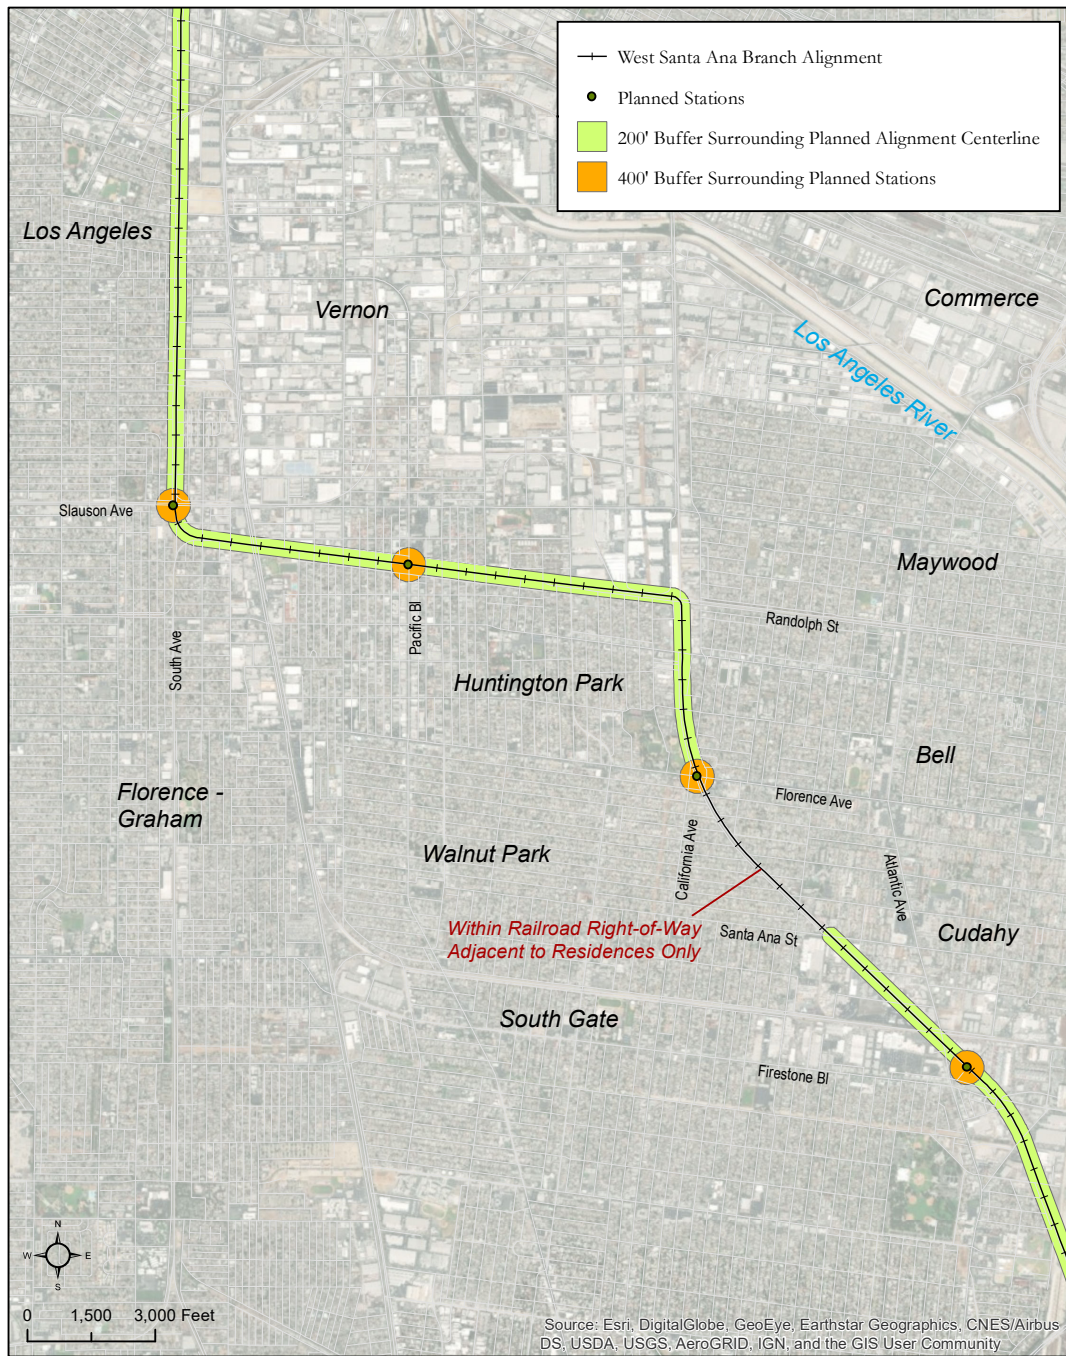 West Santa Ana Branch Alignment
Planned Stations
200' Buffer Surrounding Planned Alignment Centerline
400' Buffer Surrounding Planned Stations
Los Angeles
Vernon
Commerce
Los Angeles River
Slauson Ave
Maywood
Randolph St
Pacific Bl
South Ave
Huntington Park
Bell
Florence -
Graham
Florence Ave
Walnut Park
California Ave
Atlantic Ave
Within Railroad Right-of-Way
Adjacent to Residences Only
Santa Ana St
Cudahy
South Gate
Firestone Bl
N
W
E
S
0 1,500 3,000 Feet
Source: Esri, DigitalGlobe, GeoEye, Earthstar Geographics, CNES/Airbus
DS, USDA, USGS, AeroGRID, IGN, and the GIS User Community